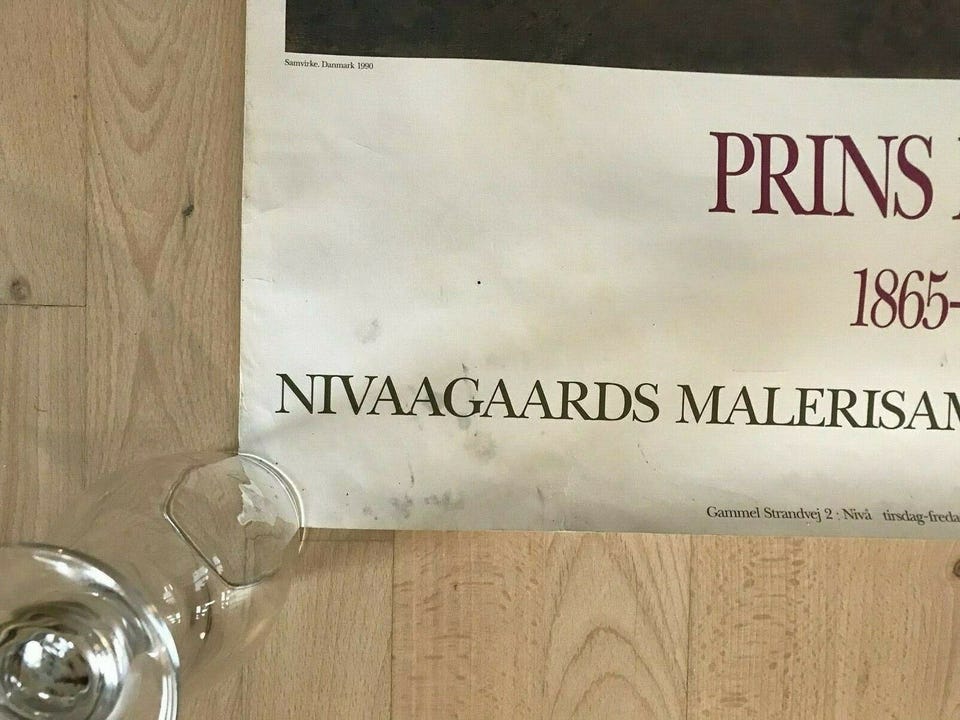 Samvirke. Danmark 1990
PRINS
1865-
NIVAAGAARDS MALERISAM
Gammel Strandvej 2 : Nivå tirsdag-freda